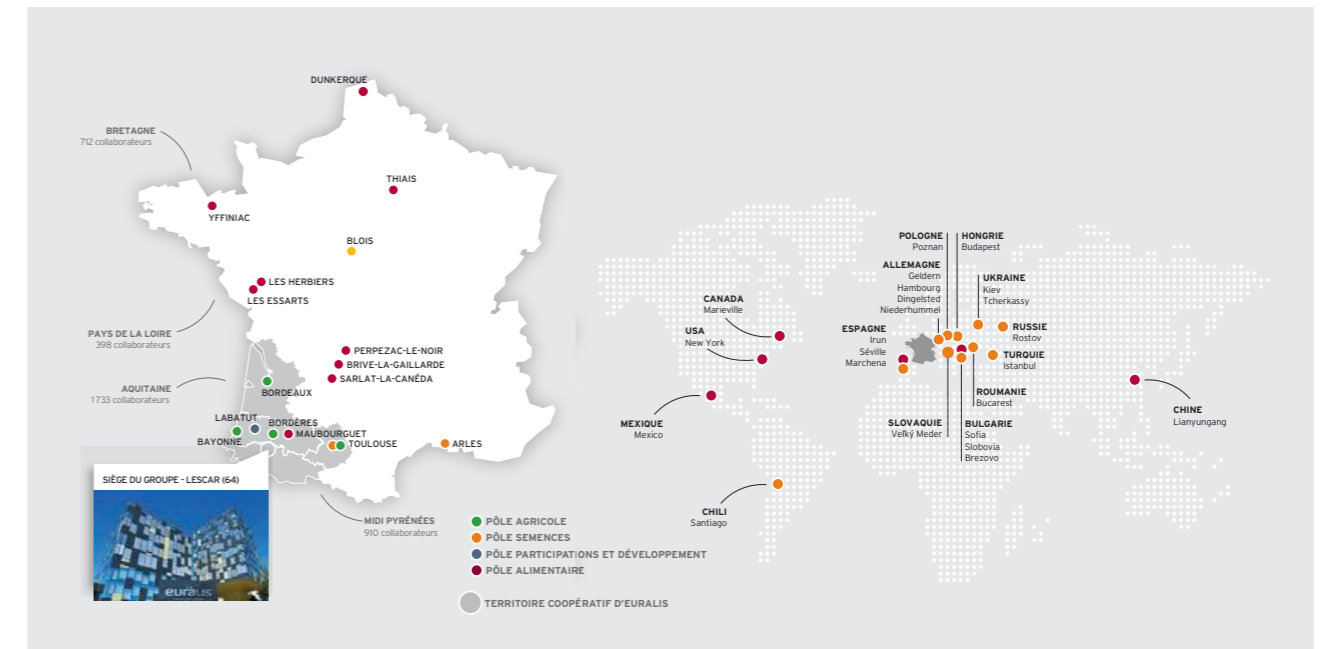 DUNKERQUE
BRETAGNE
712 collaborateurs
THIAIS
YFFINIAC
BLOIS
LES HERBIERS
LES ESSARTS
PAYS DE LA LOIRE
398 collaborateurs
PERPEZAC-LE-NOIR
BRIVE-LA-GAILLARDE
SARLAT-LA-CANÉDA
AQUITAINE
1733 collaborateurs
BORDEAUX
LABATUT
BORDÈRES
MAUBOURGUET
BAYONNE
TOULOUSE
ARLES
SIÈGE DU GROUPE - LESCAR (64)
euralis
MIDI PYRÉNÉES
910 collaborateurs
PÔLE AGRICOLE
PÔLE SEMENCES
PÔLE PARTICIPATIONS ET DÉVELOPPEMENT
PÔLE ALIMENTAIRE
TERRITOIRE COOPÉRATIF D'EURALIS
CANADA
Marieville
USA
New York
MEXIQUE
Mexico
CHILI
Santiago
POLOGNE
Poznan
HONGRIE
Budapest
ALLEMAGNE
Geldern
Hambourg
Dingelsted
Niederhummel
UKRAINE
Kiev
Tcherkassy
ESPAGNE
Irun
Séville
Marchena
RUSSIE
Rostov
TURQUIE
Istanbul
ROUMANIE
Bucarest
SLOVAQUIE
Veľký Meder
BULGARIE
Sofia
Slobovia
Brezovo
CHINE
Lianyungang